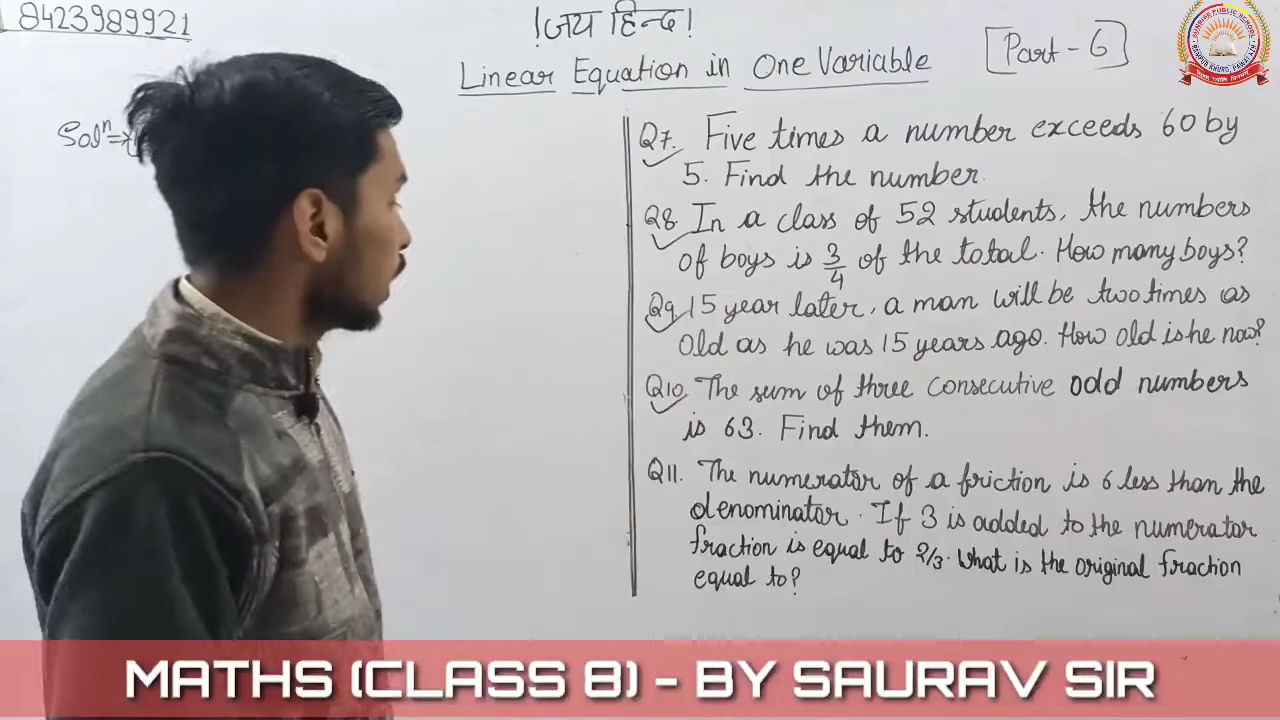 8423989921
!जय हिन्द!
Linear Equation in One Variable
[Part-6]
Solⁿ⇒
Q7. Five times a number exceeds 60 by
5. Find the number.
Q8. In a class of 52 students, the numbers
of boys is 3/4 of the total. How many boys?
Q9. 15 year later, a man will be two times as
old as he was 15 years ago. How old is he now?
Q10. The sum of three consecutive odd numbers
is 63. Find them.
Q11. The numerator of a friction is 6 less than the
denominator. If 3 is added to the numerator
fraction is equal to 2/3. What is the original fraction
equal to?
MATHS (CLASS 8) - BY SAURAV SIR